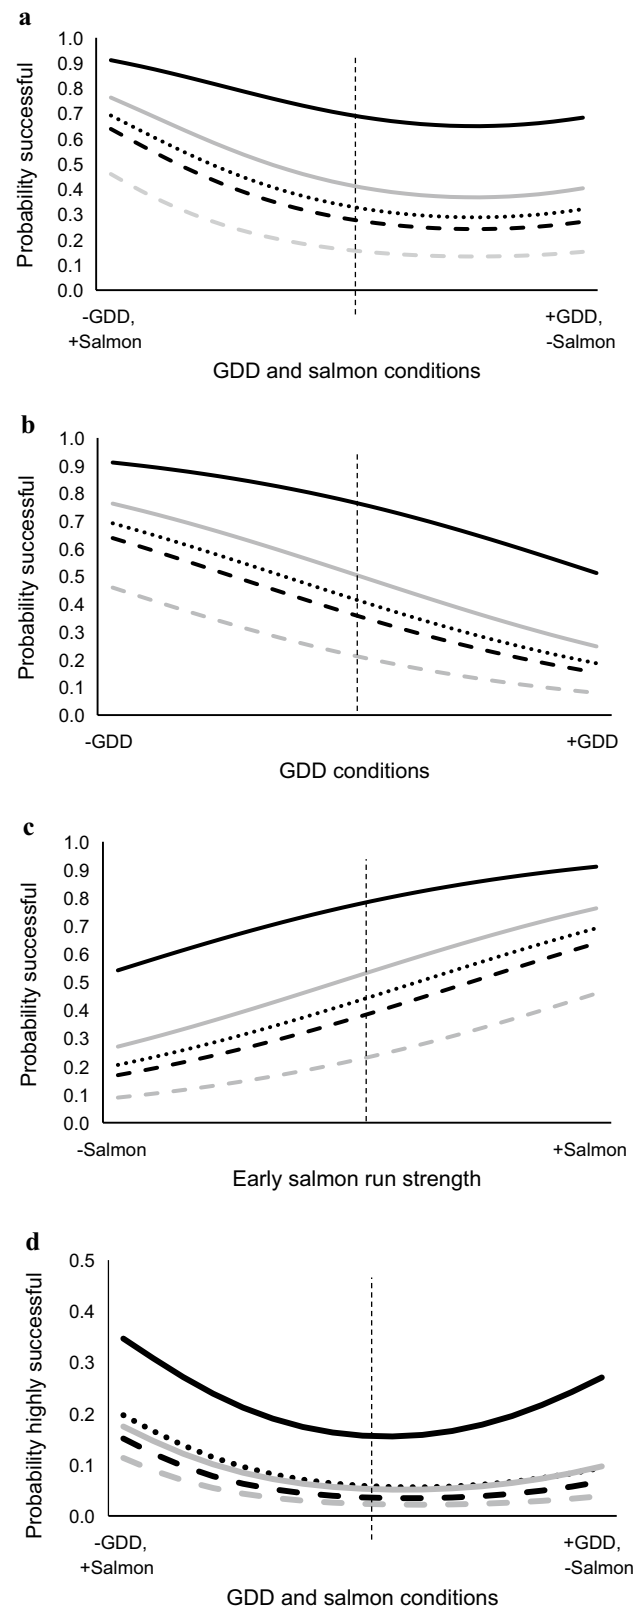 a
Probability successful
1.0
0.9
0.8
0.7
0.6
0.5
0.4
0.3
0.2
0.1
0.0
-GDD,
+Salmon
+GDD,
-Salmon
GDD and salmon conditions
b
Probability successful
1.0
0.9
0.8
0.7
0.6
0.5
0.4
0.3
0.2
0.1
0.0
-GDD
+GDD
GDD conditions
c
Probability successful
1.0
0.9
0.8
0.7
0.6
0.5
0.4
0.3
0.2
0.1
0.0
-Salmon
+Salmon
Early salmon run strength
d
Probability highly successful
0.5
0.4
0.3
0.2
0.1
0.0
-GDD,
+Salmon
+GDD,
-Salmon
GDD and salmon conditions